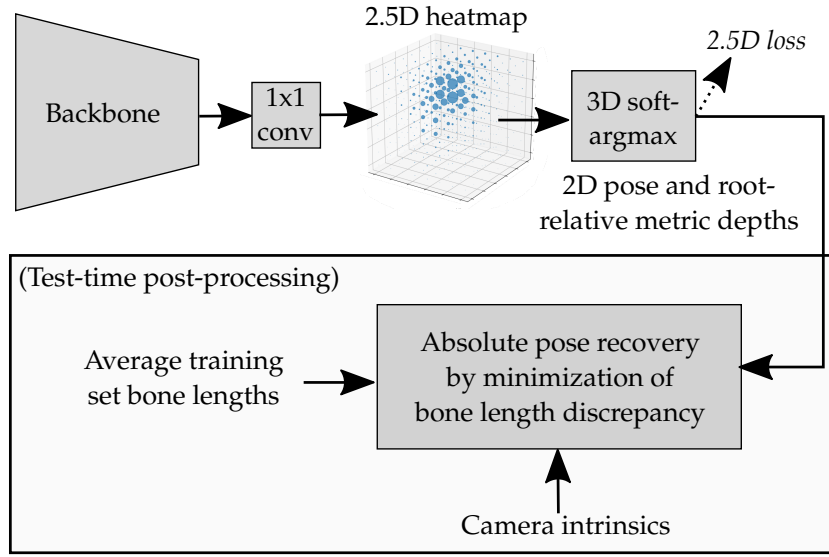 2.5D heatmap
2.5D loss
Backbone
1x1
conv
3D soft-
argmax
2D pose and root-
relative metric depths
(Test-time post-processing)
Average training
set bone lengths
Absolute pose recovery
by minimization of
bone length discrepancy
Camera intrinsics